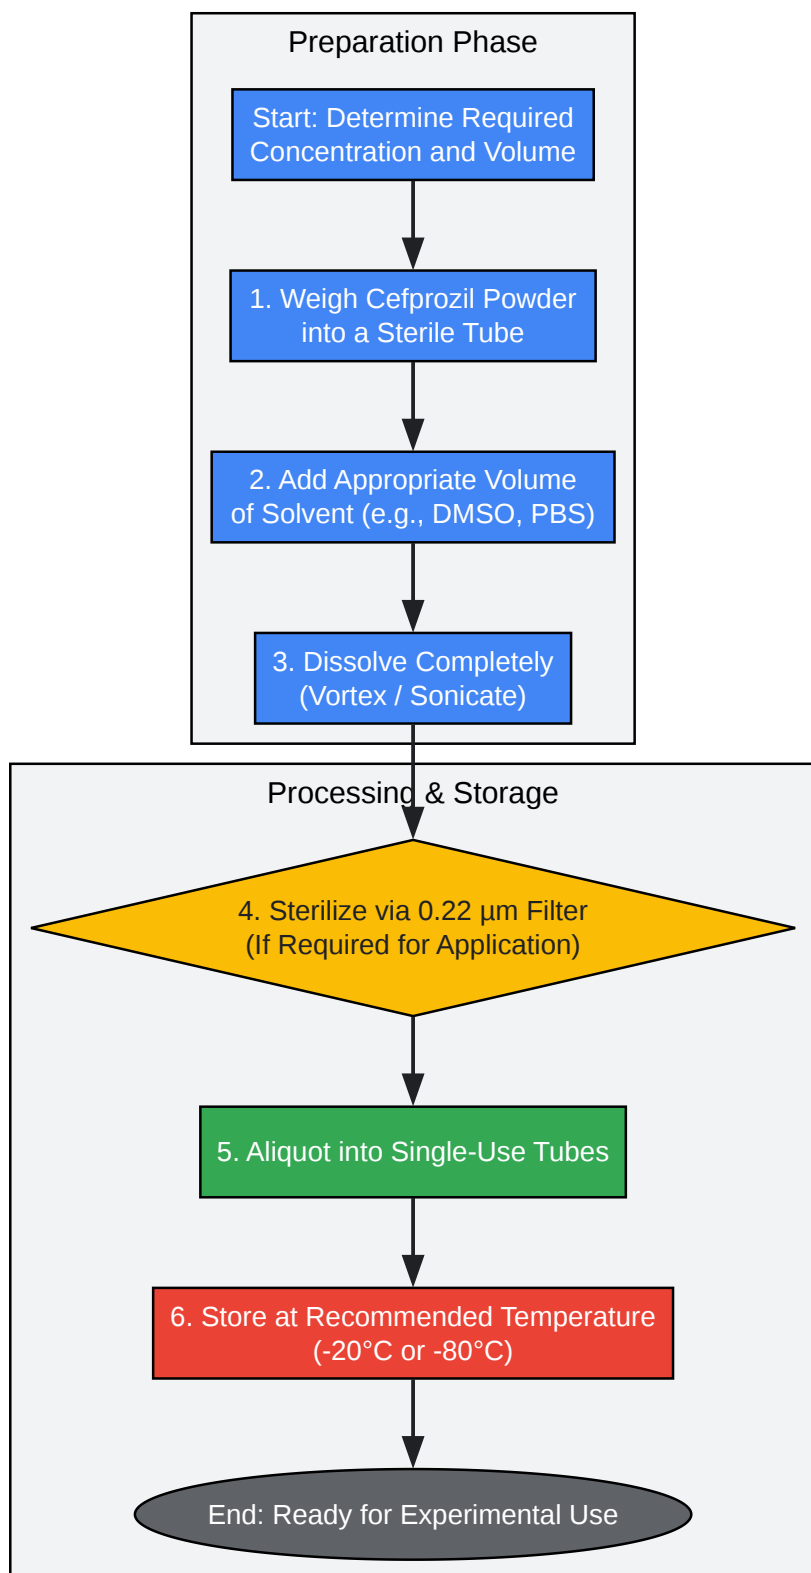 Preparation Phase
Start: Determine Required
Concentration and Volume
1. Weigh Cefprozil Powder
into a Sterile Tube
2. Add Appropriate Volume
of Solvent (e.g., DMSO, PBS)
3. Dissolve Completely
(Vortex / Sonicate)
Processing & Storage
4. Sterilize via 0.22 µm Filter
(If Required for Application)
5. Aliquot into Single-Use Tubes
6. Store at Recommended Temperature
(-20°C or -80°C)
End: Ready for Experimental Use